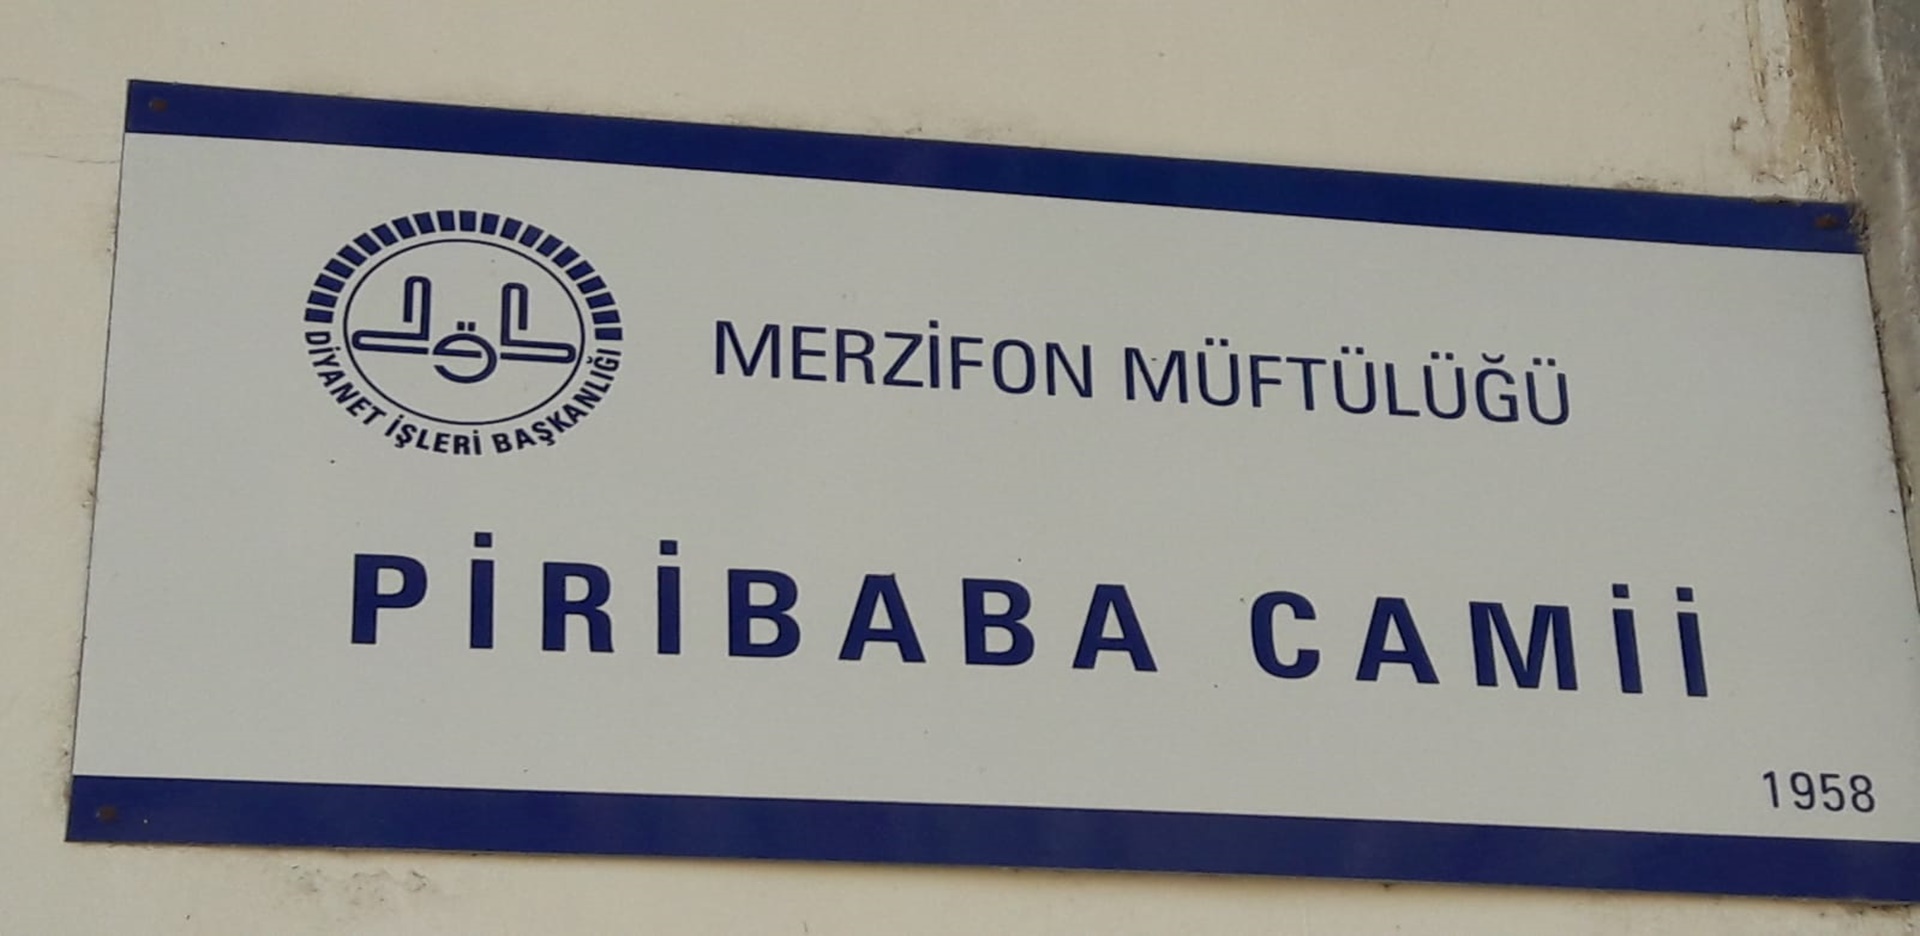 DİYANET İŞLERİ BAŞKANLIĞI
MERZİFON MÜFTÜLÜĞÜ
PİRİBABA CAMİİ
1958